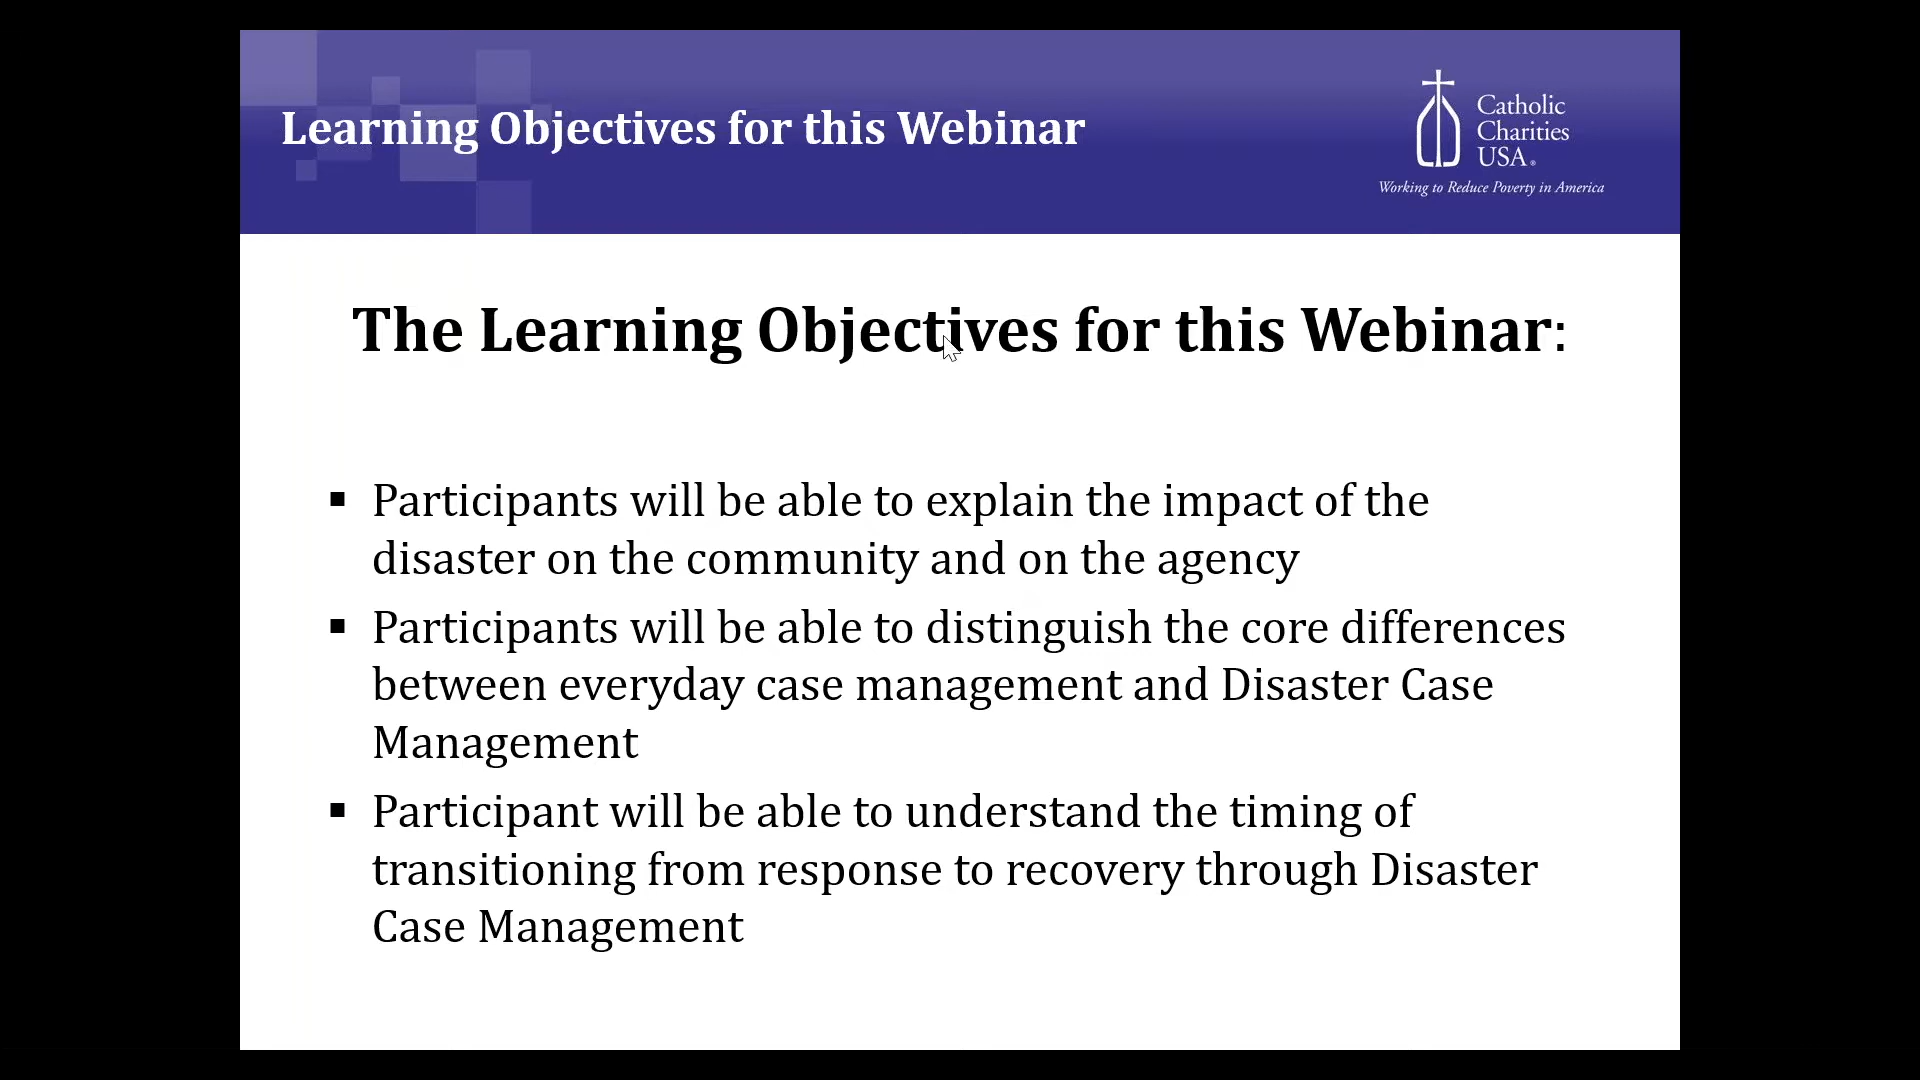 Learning Objectives for this Webinar
Catholic
Charities
USA®
Working to Reduce Poverty in America
The Learning Objectives for this Webinar:
▪ Participants will be able to explain the impact of the
disaster on the community and on the agency
▪ Participants will be able to distinguish the core differences
between everyday case management and Disaster Case
Management
▪ Participant will be able to understand the timing of
transitioning from response to recovery through Disaster
Case Management